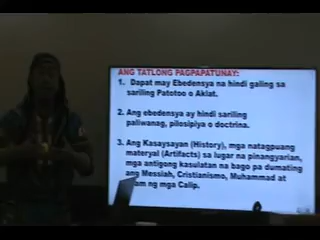 ANG TATLONG PAGPAPATUNAY:
1. Dapat may Ebedensya na hindi galing sa
sariling Patotoo o Aklat.
2. Ang ebedensya ay hindi sariling
paliwanag, pilosipiya o doctrina.
3. Ang Kasaysayan (History), mga natagpuang
materyal (Artifacts) sa lugar na pinangyarian,
mga antigong kasulatan na bago pa dumating
ang Messiah, Cristianismo, Muhammad at
ng mga Calip.